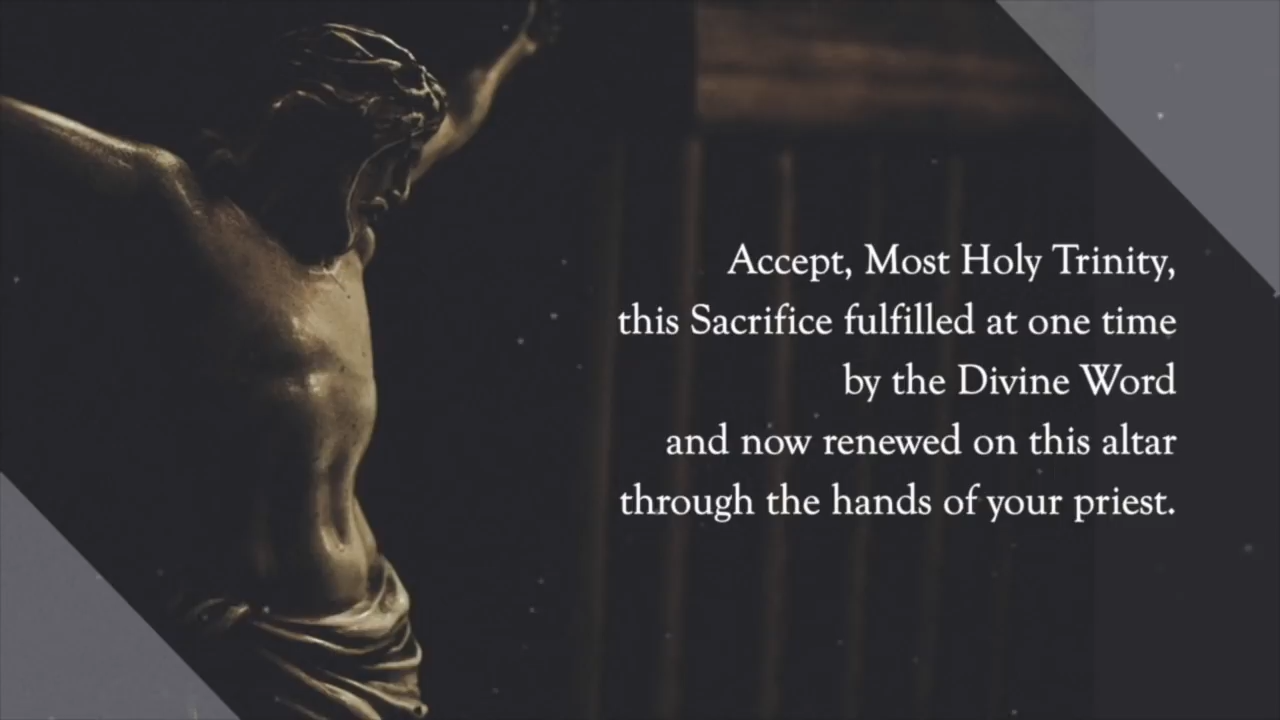 Accept, Most Holy Trinity,
this Sacrifice fulfilled at one time
by the Divine Word
and now renewed on this altar
through the hands of your priest.